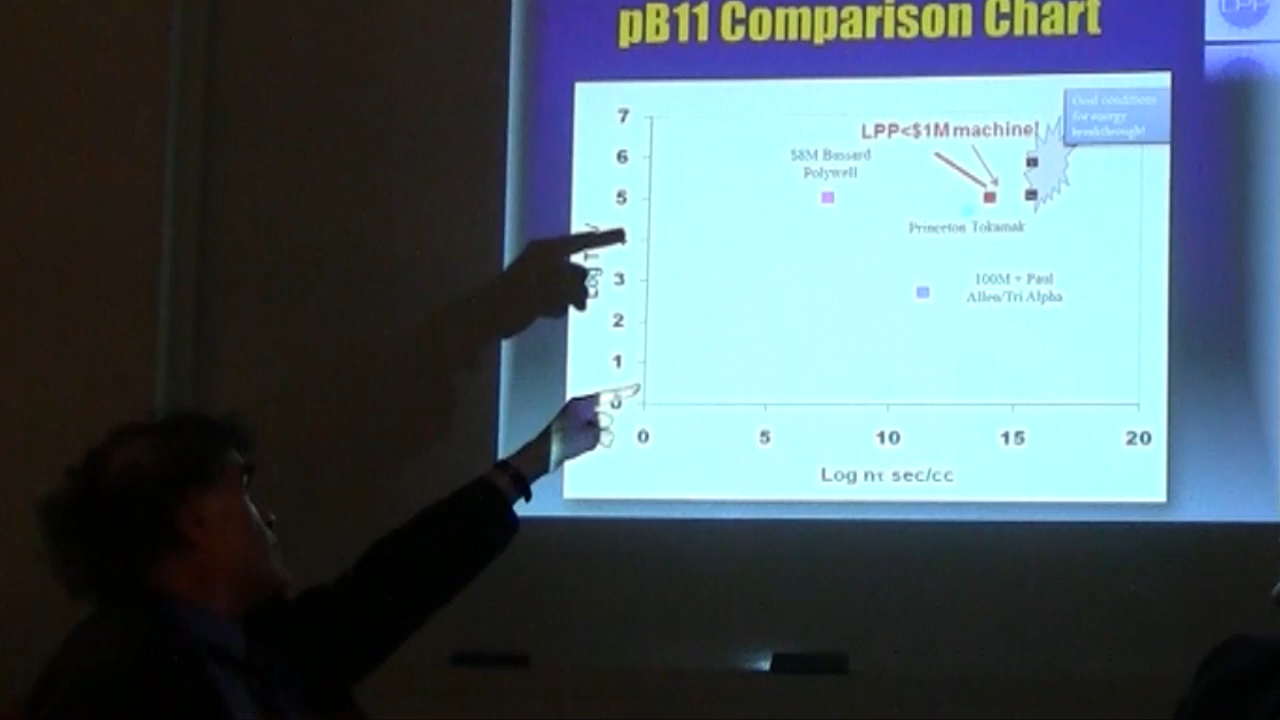 pB11 Comparison Chart
LPP
Goal conditions
for energy
breakthrough!
LPP<$1M machine!
$8M Bussard
Polywell
Princeton Tokamak
100M + Paul
Allen/Tri Alpha
7
6
5
3
2
1
0
0 5 10 15 20
Log nτ sec/cc